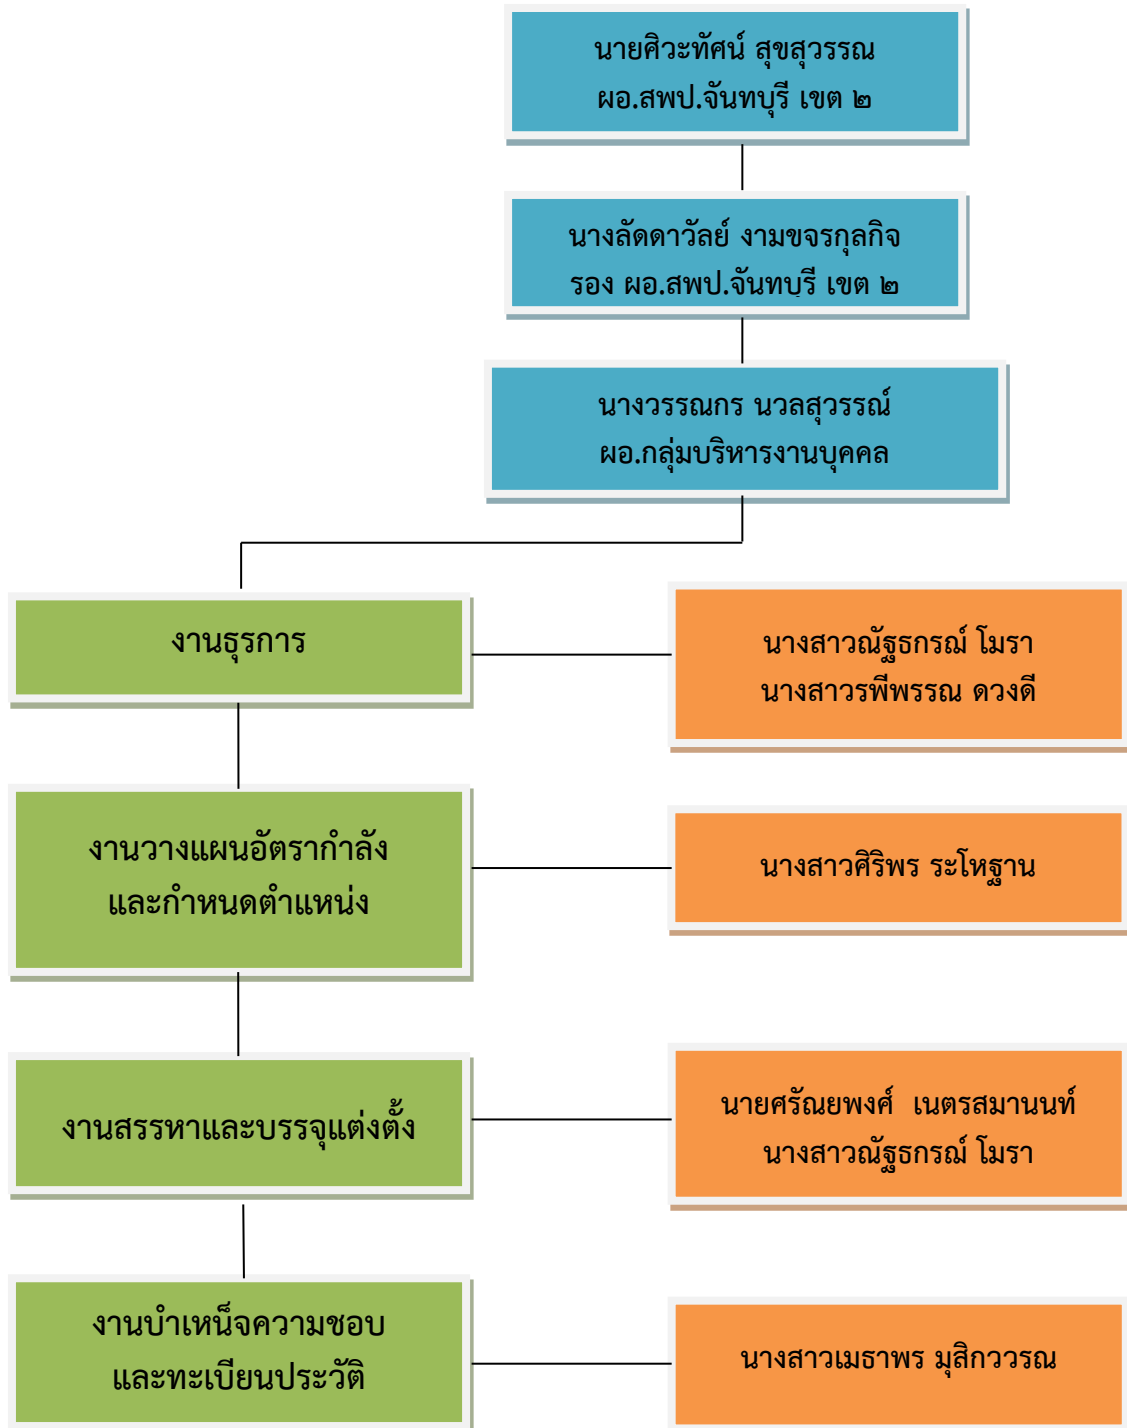 นายศิวะทัศน์ สุขสุวรรณ
ผอ.สพป.จันทบุรี เขต ๒
นางลัดดาวัลย์ งามขจรกุลกิจ
รอง ผอ.สพป.จันทบุรี เขต ๒
นางวรรณกร นวลสุวรรณ์
ผอ.กลุ่มบริหารงานบุคคล
งานธุรการ
นางสาวณัฐธกรฌ์ โมรา
นางสาวรพีพรรณ ดวงดี
งานวางแผนอัตรากำลัง
และกำหนดตำแหน่ง
นางสาวศิริพร ระโหฐาน
งานสรรหาและบรรจุแต่งตั้ง
นายศรัณยพงศ์  เนตรสมานนท์
นางสาวณัฐธกรฌ์ โมรา
งานบำเหน็จความชอบ
และทะเบียนประวัติ
นางสาวเมธาพร มุสิกววรณ